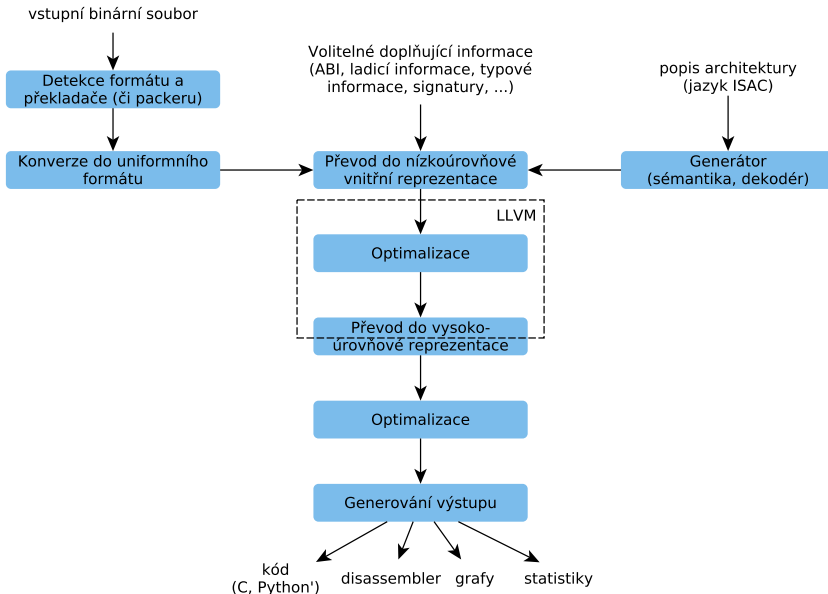 vstupní binární soubor
Detekce formátu a
překladače (či packeru)
Konverze do uniformního
formátu
Volitelné doplňující informace
(ABI, ladicí informace, typové
informace, signatury, ...)
Převod do nízkoúrovňové
vnitřní reprezentace
popis architektury
(jazyk ISAC)
Generátor
(sémantika, dekodér)
LLVM
Optimalizace
Převod do vysoko-
úrovňové reprezentace
Optimalizace
Generování výstupu
kód
(C, Python')
disassembler
grafy
statistiky